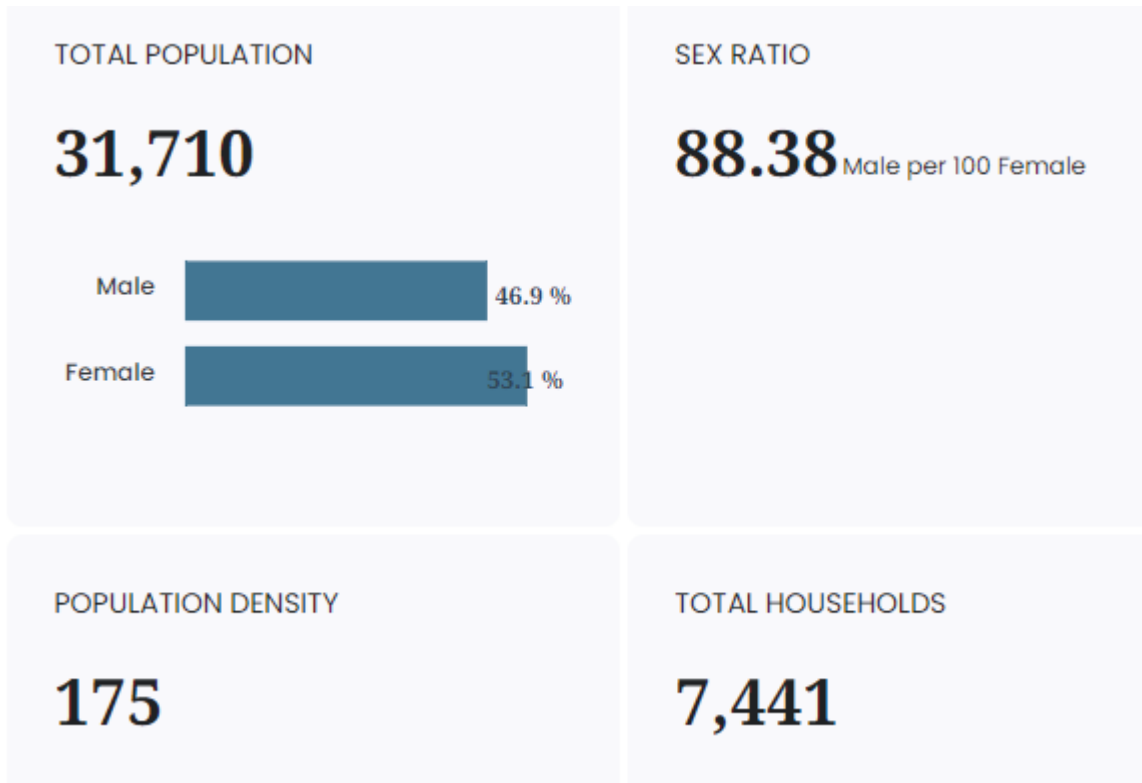 TOTAL POPULATION
31,710
Male 46.9 %
Female 53.1 %
SEX RATIO
88.38 Male per 100 Female
POPULATION DENSITY
175
TOTAL HOUSEHOLDS
7,441